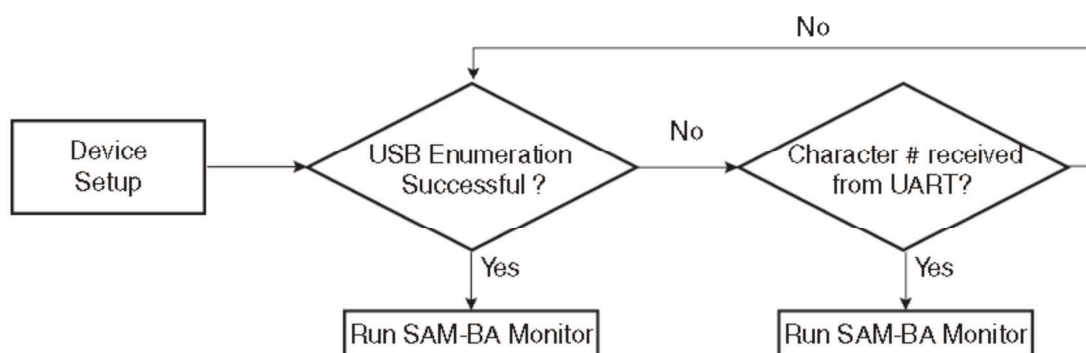 No
Device
Setup
USB Enumeration
Successful ?
No
Character # received
from UART?
Yes
Yes
Run SAM-BA Monitor
Run SAM-BA Monitor